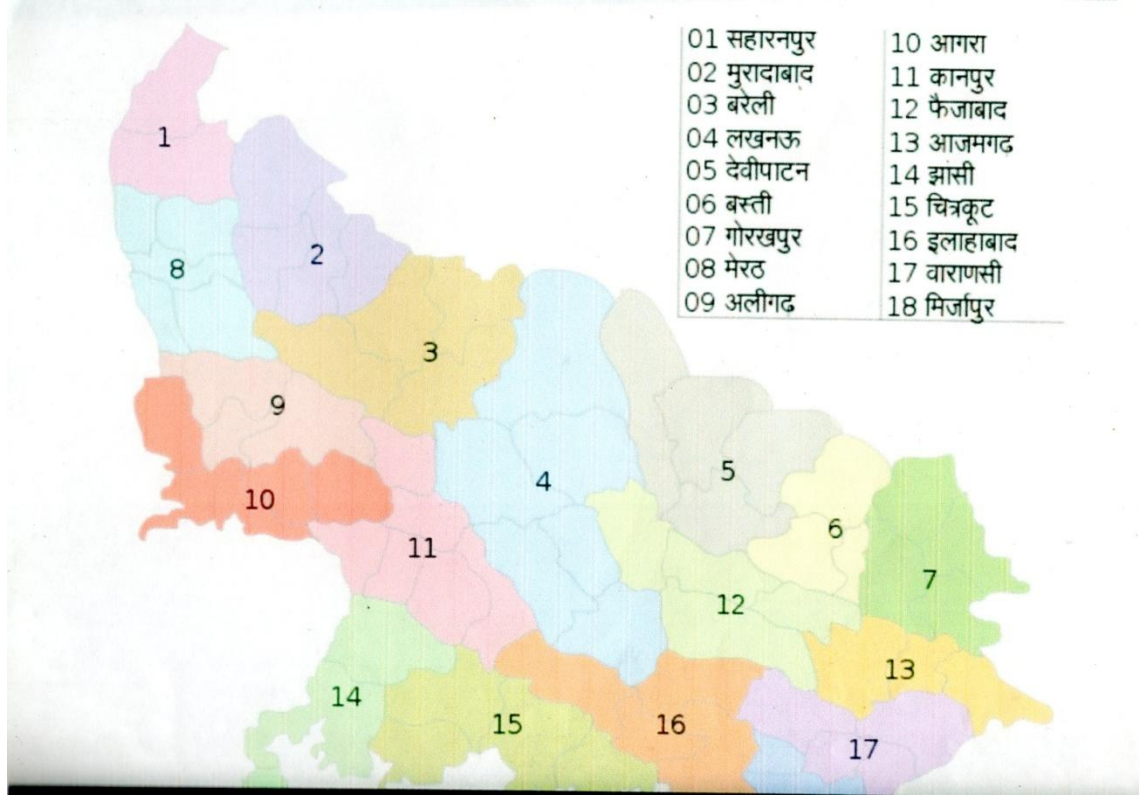 01 सहारनपुर
02 मुरादाबाद
03 बरेली
04 लखनऊ
05 देवीपाटन
06 बस्ती
07 गोरखपुर
08 मेरठ
09 अलीगढ
10 आगरा
11 कानपुर
12 फैजाबाद
13 आजमगढ
14 झांसी
15 चित्रकूट
16 इलाहाबाद
17 वाराणसी
18 मिर्जापुर
1
2
8
3
9
4
5
10
6
11
7
12
13
14
15
16
17